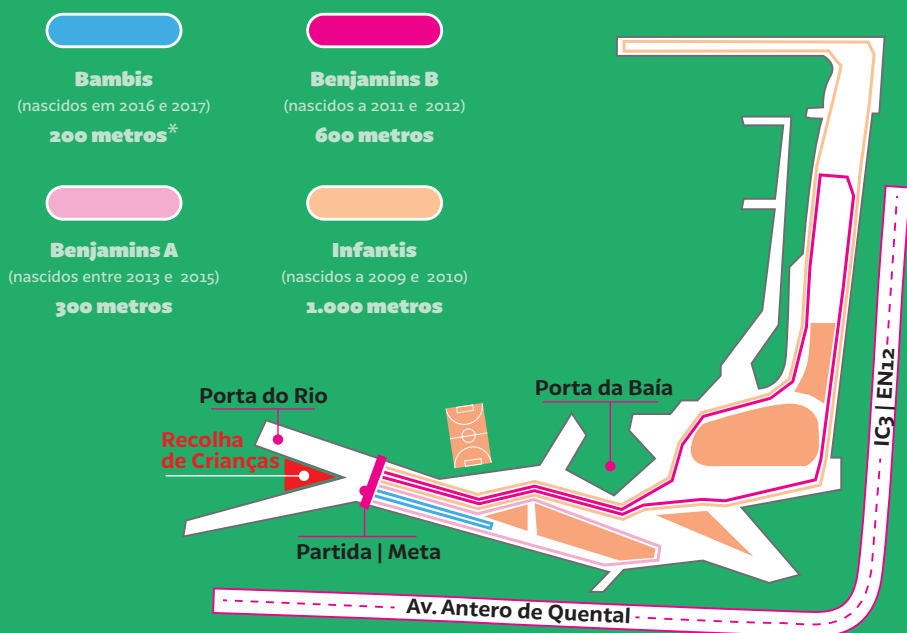 Bambis
(nascidos em 2016 e 2017)
200 metros*
Benjamins B
(nascidos a 2011 e 2012)
600 metros
Benjamins A
(nascidos entre 2013 e 2015)
300 metros
Infantis
(nascidos a 2009 e 2010)
1.000 metros
Porta do Rio
Porta da Baía
Recolha
de Crianças
Partida | Meta
IC3 | EN12
Av. Antero de Quental